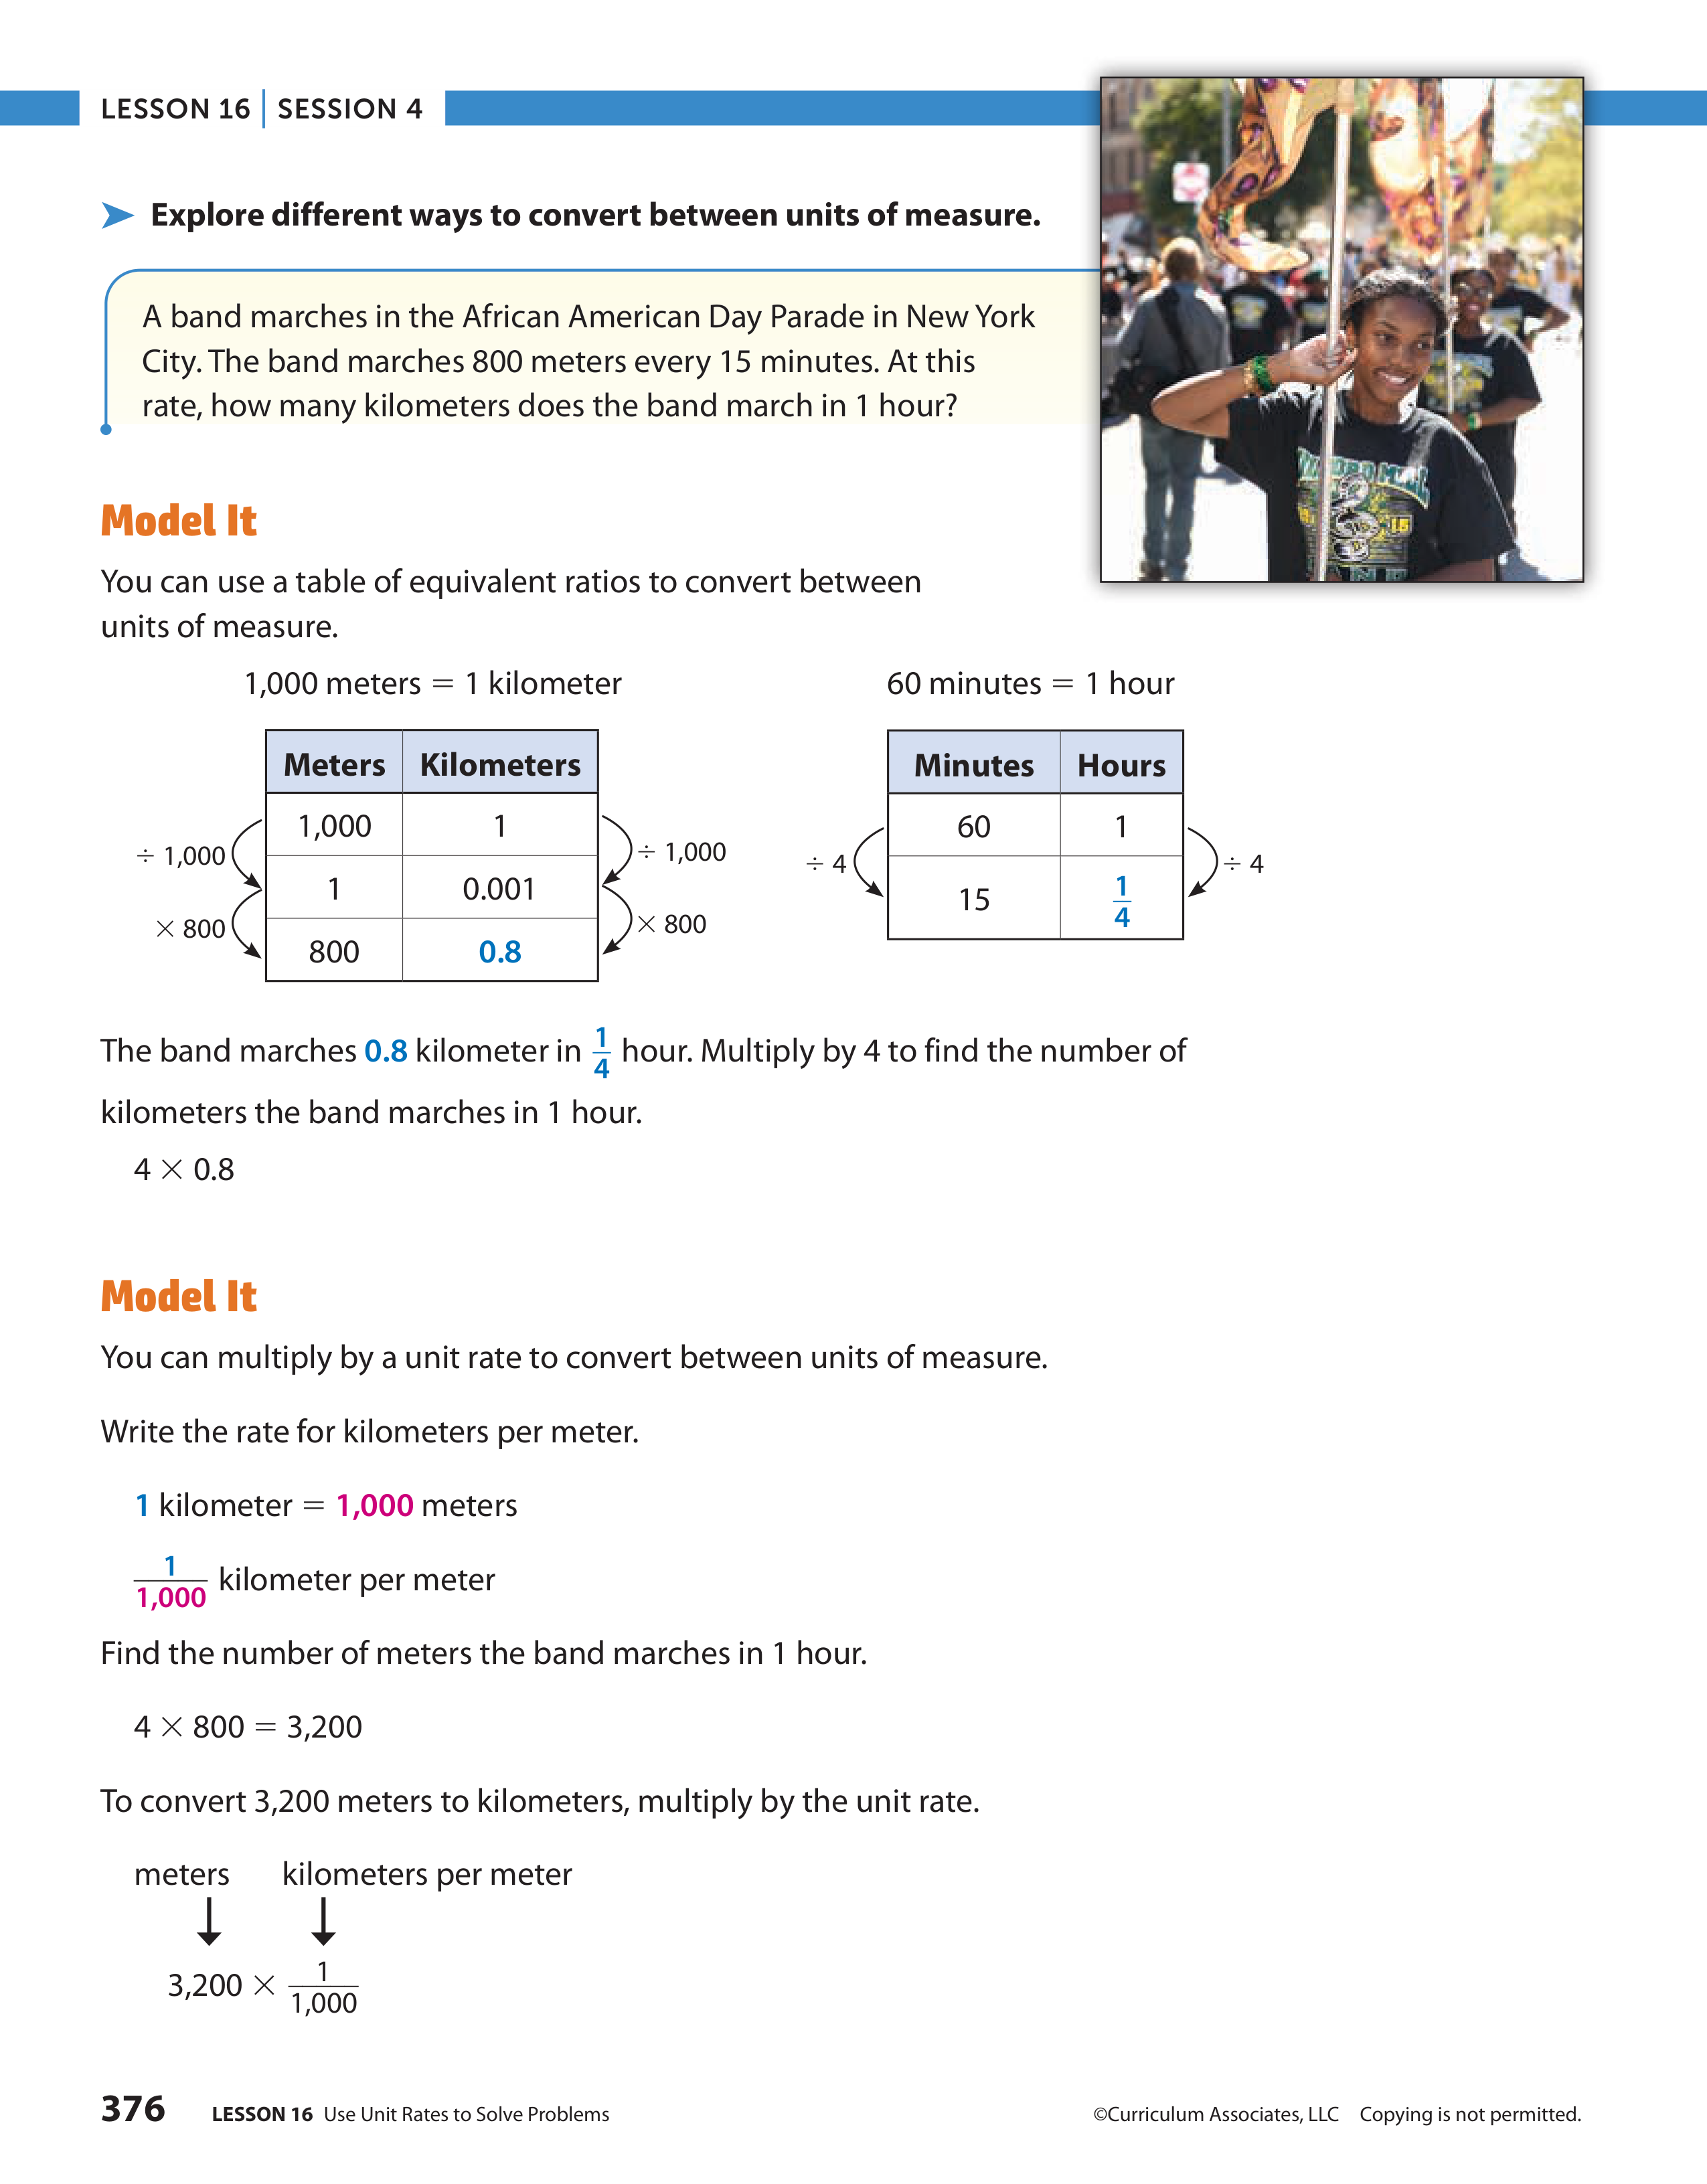 LESSON 16 | SESSION 4
➤ Explore different ways to convert between units of measure.
A band marches in the African American Day Parade in New York
City. The band marches 800 meters every 15 minutes. At this
rate, how many kilometers does the band march in 1 hour?
Model It
You can use a table of equivalent ratios to convert between
units of measure.
1,000 meters = 1 kilometer
Meters Kilometers
1,000 1
÷ 1,000 ÷ 1,000
1 0.001
× 800 × 800
800 0.8
60 minutes = 1 hour
Minutes Hours
60 1
÷ 4 ÷ 4
15 1/4
The band marches 0.8 kilometer in 1/4 hour. Multiply by 4 to find the number of
kilometers the band marches in 1 hour.
4 × 0.8
Model It
You can multiply by a unit rate to convert between units of measure.
Write the rate for kilometers per meter.
1 kilometer = 1,000 meters
1/1,000 kilometer per meter
Find the number of meters the band marches in 1 hour.
4 × 800 = 3,200
To convert 3,200 meters to kilometers, multiply by the unit rate.
meters kilometers per meter
3,200 × 1/1,000
376 LESSON 16 Use Unit Rates to Solve Problems ©Curriculum Associates, LLC Copying is not permitted.